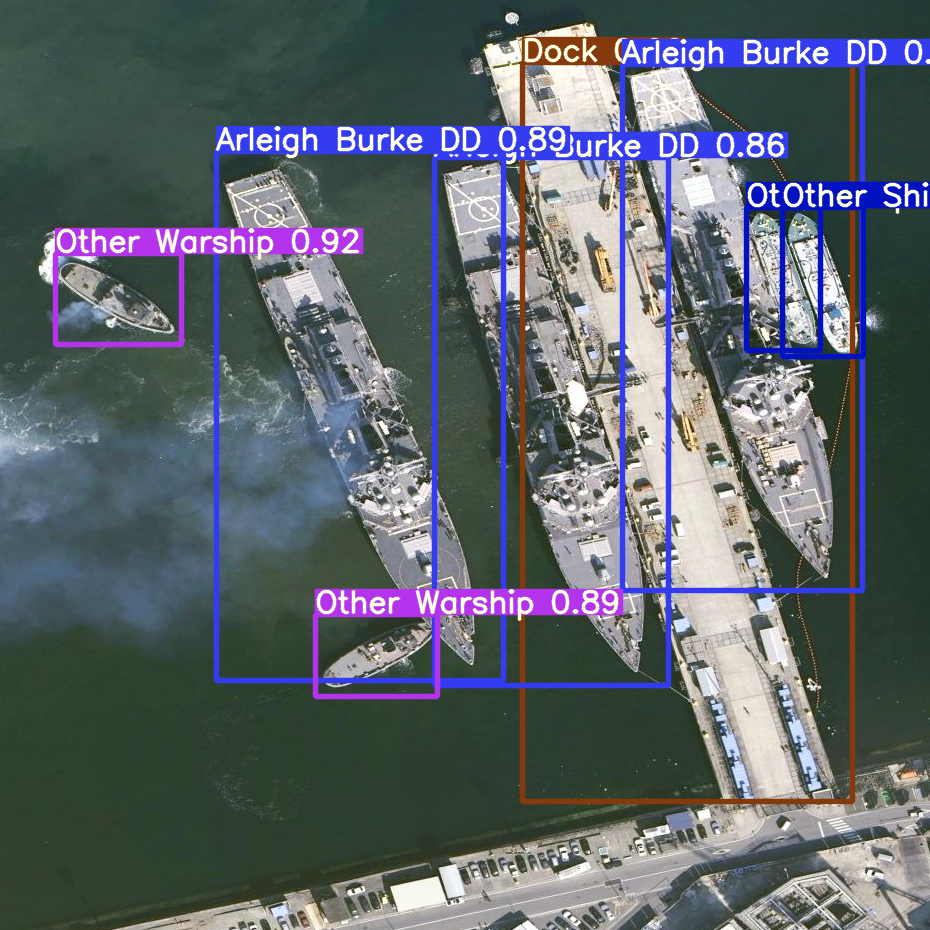 Dock
Arleigh Burke DD 0.
Arleigh Burke DD 0.89
Burke DD 0.86
Other Shi
Other Warship 0.92
Other Warship 0.89